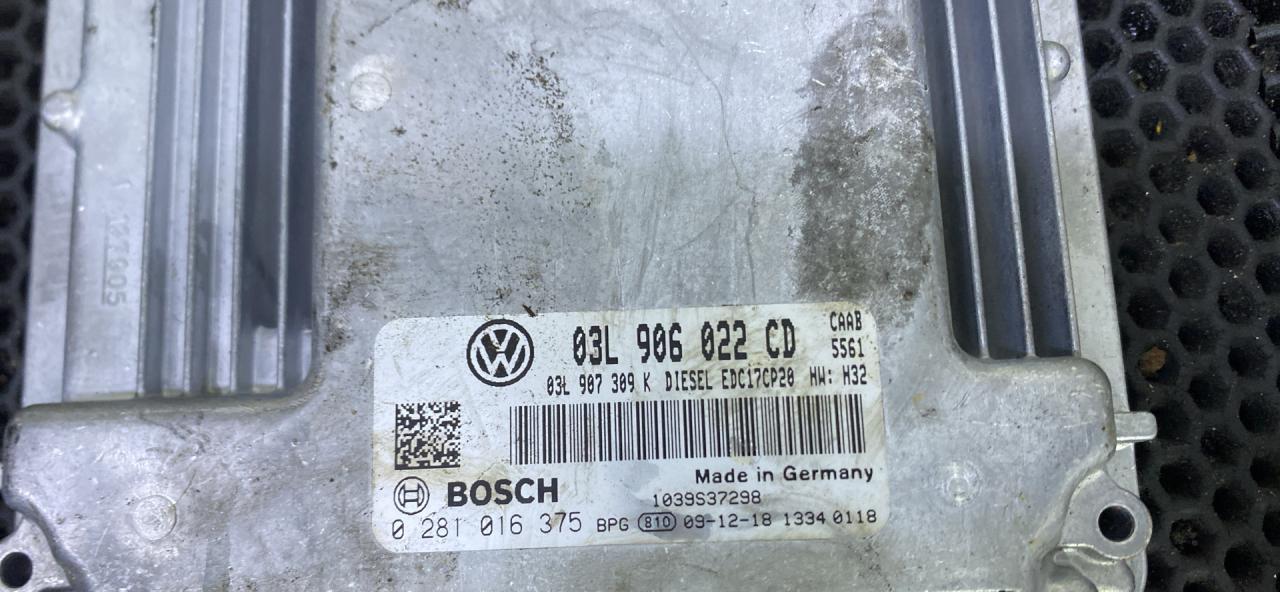 03L 906 022 CD
CAAB
5561
03L 907 309 K DIESEL EDC17CP20 HW: H32
Made in Germany
BOSCH
1039S37298
0 281 016 375 BPG 810 09-12-18 1334 0118